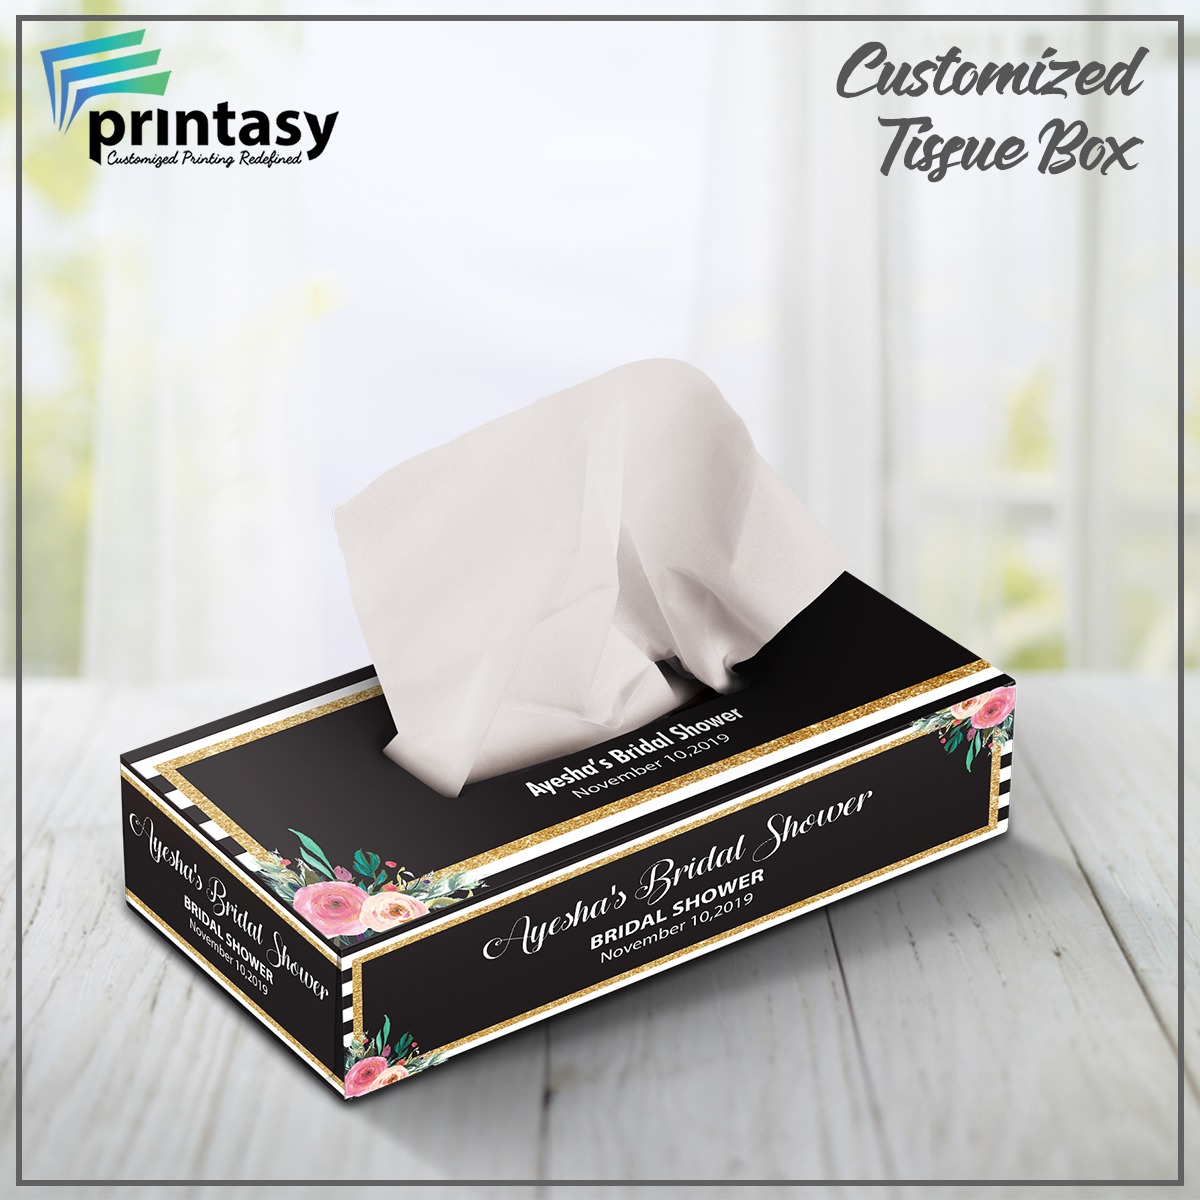 printasy
Customized Printing Redefined
Customized
Tissue Box
Ayesha's Bridal Shower
November 10,2019
Ayesha's Bridal Shower
BRIDAL SHOWER
November 10,2019
Ayesha's Bridal Shower
BRIDAL SHOWER
November 10,2019